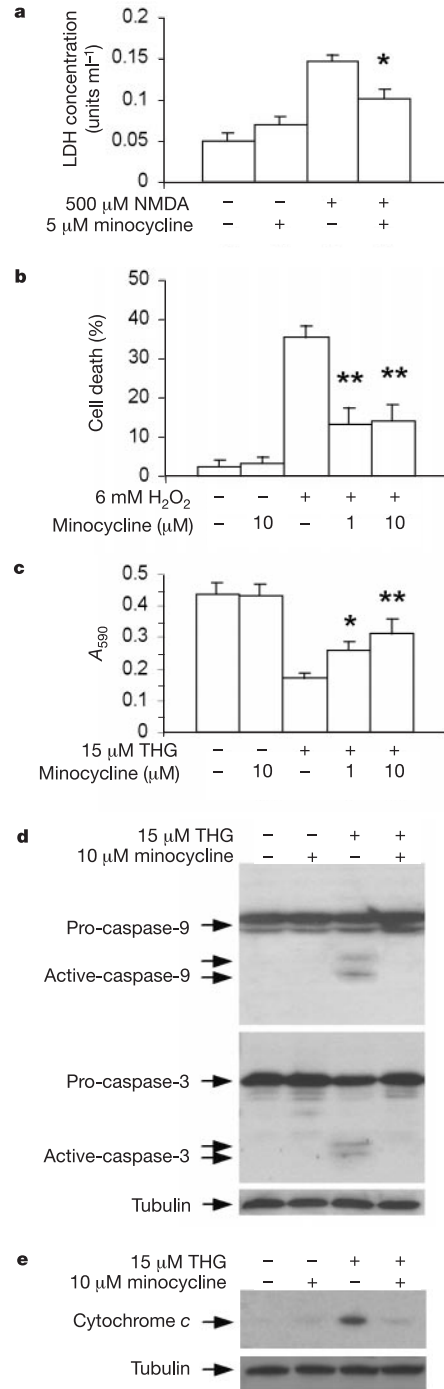 a
LDH concentration
(units ml⁻¹)
0.2
0.15
0.1
0.05
0
*
500 µM NMDA – – + +
5 µM minocycline – + – +
b
Cell death (%)
50
40
30
20
10
0
** **
6 mM H₂O₂ – – + + +
Minocycline (µM) – 10 – 1 10
c
A₅₉₀
0.5
0.4
0.3
0.2
0.1
0
* **
15 µM THG – – + + +
Minocycline (µM) – 10 – 1 10
d
15 µM THG – – + +
10 µM minocycline – + – +
Pro-caspase-9
Active-caspase-9
Pro-caspase-3
Active-caspase-3
Tubulin
e
15 µM THG – – + +
10 µM minocycline – + – +
Cytochrome c
Tubulin